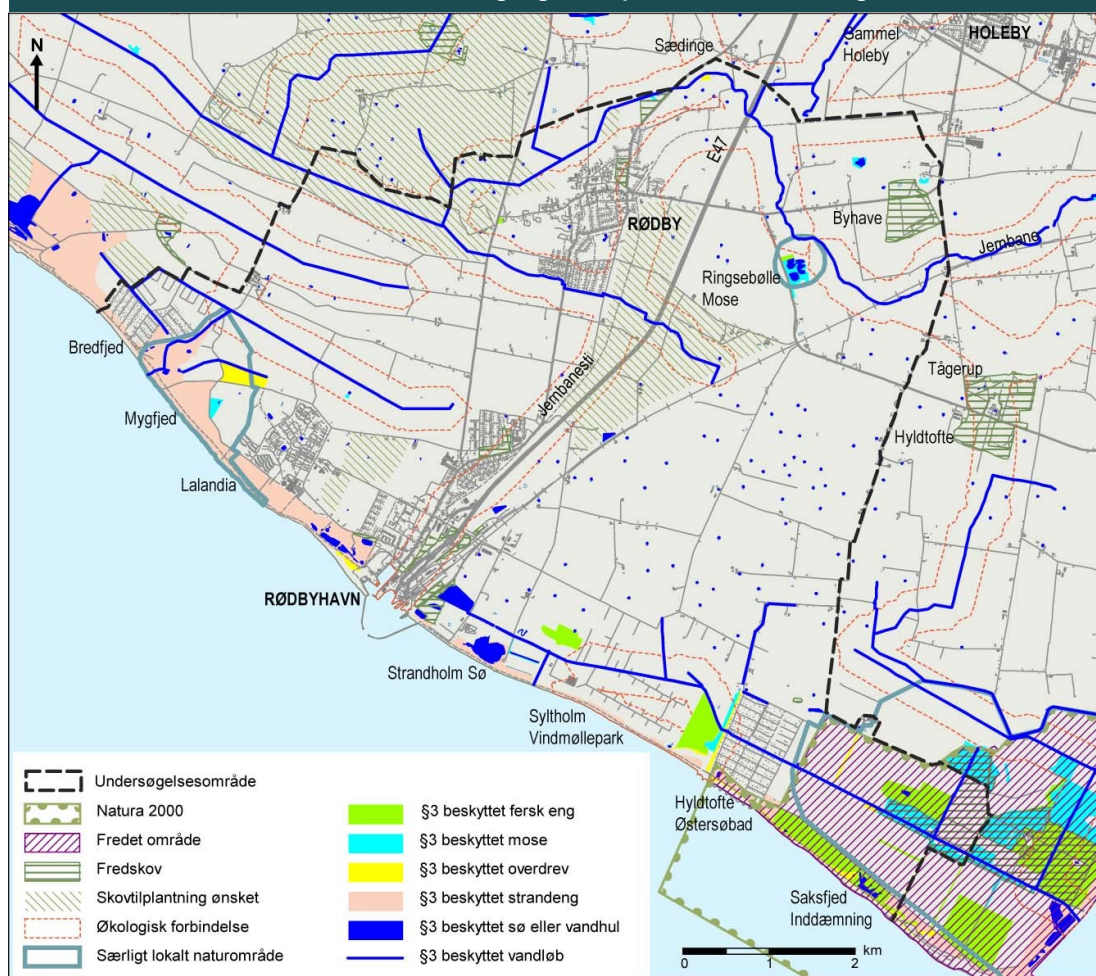 N
Sædinge
Sammel
Holeby
HOLEBY
E47
Byhave
RØDBY
Jernbane
Ringsebølle
Mose
Bredfjed
Tågerup
Jernbanesti
Mygfjed
Hyldtofte
Lalandia
RØDBYHAVN
Strandholm Sø
Syltholm
Vindmøllepark
Hyldtofte
Østersøbad
Saksfjed
Inddæmning
Undersøgelsesområde
Natura 2000
Fredet område
Fredskov
Skovtilplantning ønsket
Økologisk forbindelse
Særligt lokalt naturområde
§3 beskyttet fersk eng
§3 beskyttet mose
§3 beskyttet overdrev
§3 beskyttet strandeng
§3 beskyttet sø eller vandhul
§3 beskyttet vandløb
km
0 1 2